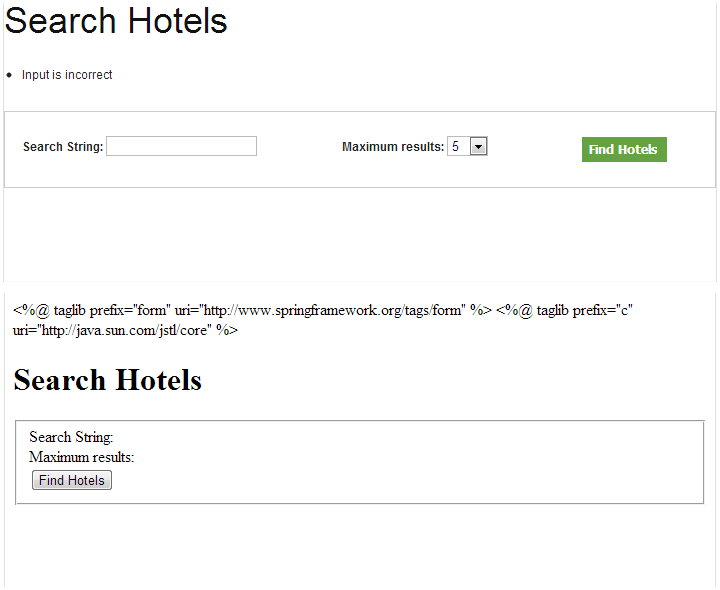 Search Hotels
Input is incorrect
Search String: Maximum results: 5 Find Hotels
<%@ taglib prefix="form" uri="http://www.springframework.org/tags/form" %> <%@ taglib prefix="c"
uri="http://java.sun.com/jstl/core" %>
Search Hotels
Search String:
Maximum results:
Find Hotels